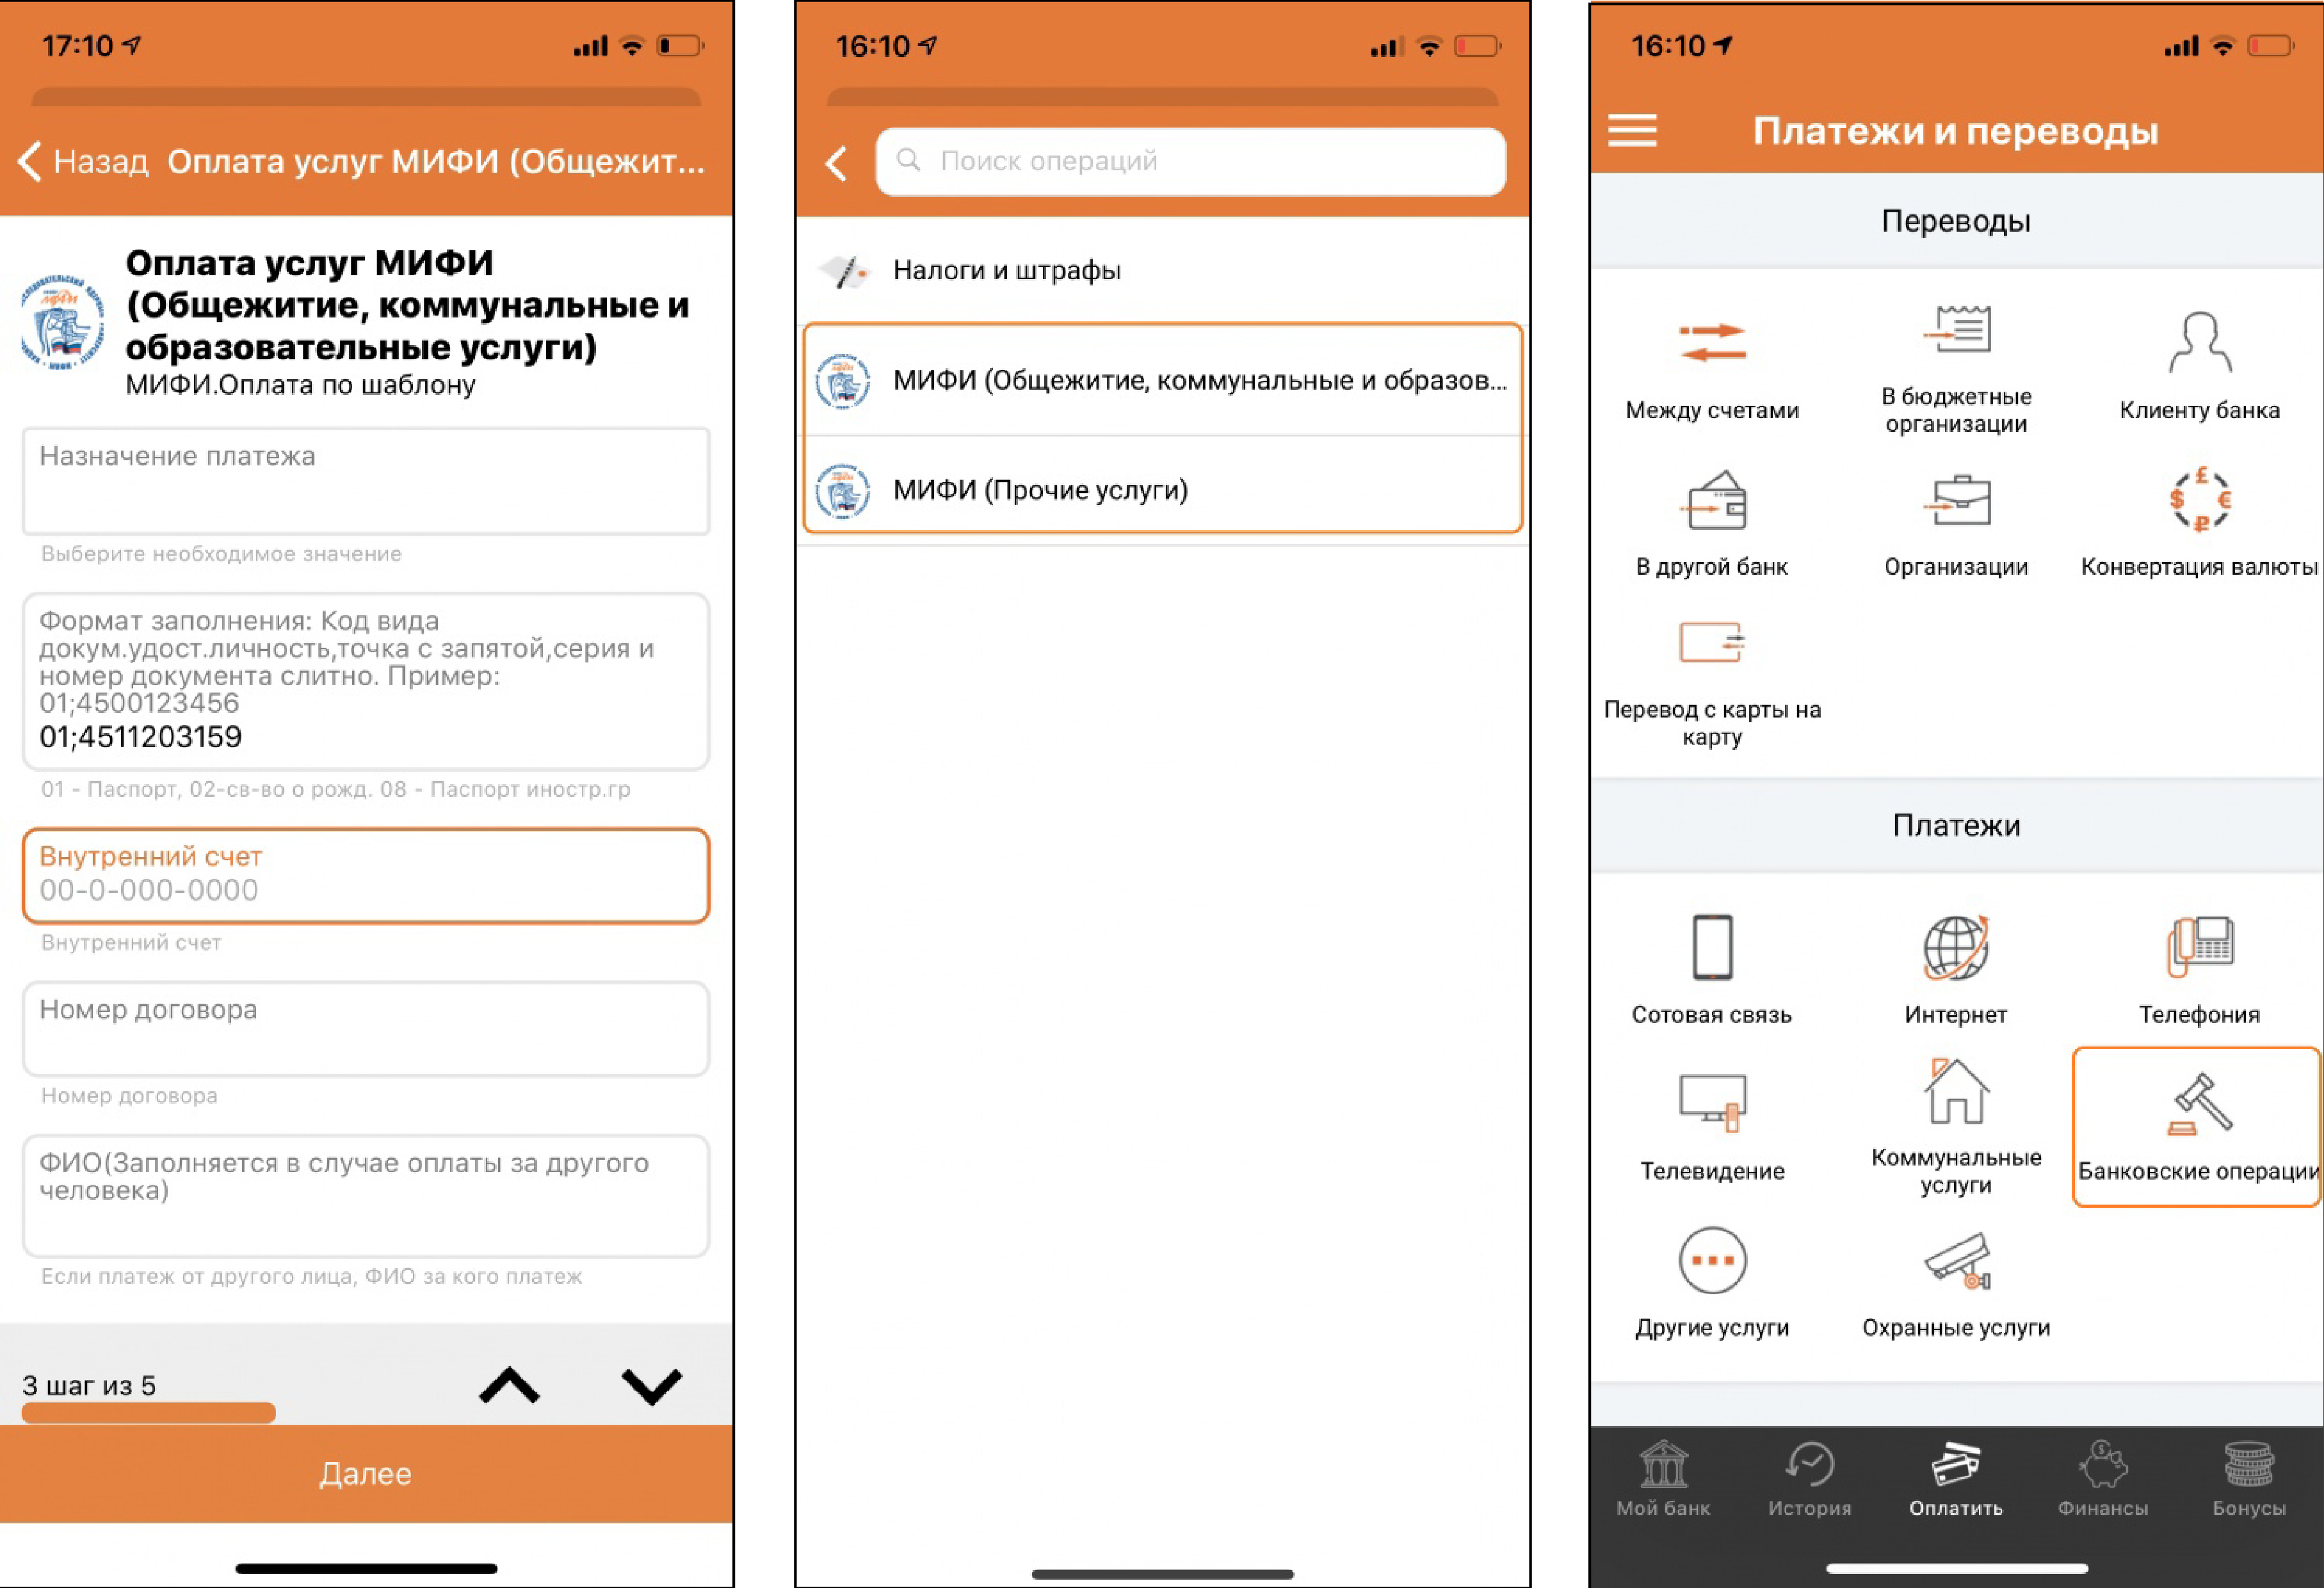 17:10
Назад Оплата услуг МИФИ (Общежит...
Оплата услуг МИФИ
(Общежитие, коммунальные и
образовательные услуги)
МИФИ.Оплата по шаблону
Назначение платежа
Выберите необходимое значение
Формат заполнения: Код вида
докум.удост.личность,точка с запятой,серия и
номер документа слитно. Пример:
01;4500123456
01;4511203159
01 - Паспорт, 02-св-во о рожд. 08 - Паспорт иностр.гр
Внутренний счет
00-0-000-0000
Внутренний счет
Номер договора
Номер договора
ФИО(Заполняется в случае оплаты за другого
человека)
Если платеж от другого лица, ФИО за кого платеж
3 шаг из 5
Далее
16:10
Поиск операций
Налоги и штрафы
МИФИ (Общежитие, коммунальные и образов...
МИФИ (Прочие услуги)
16:10
Платежи и переводы
Переводы
Между счетами
В бюджетные
организации
Клиенту банка
В другой банк
Организации
Конвертация валюты
Перевод с карты на
карту
Платежи
Сотовая связь
Интернет
Телефония
Телевидение
Коммунальные
услуги
Банковские операции
Другие услуги
Охранные услуги
Мой банк
История
Оплатить
Финансы
Бонусы